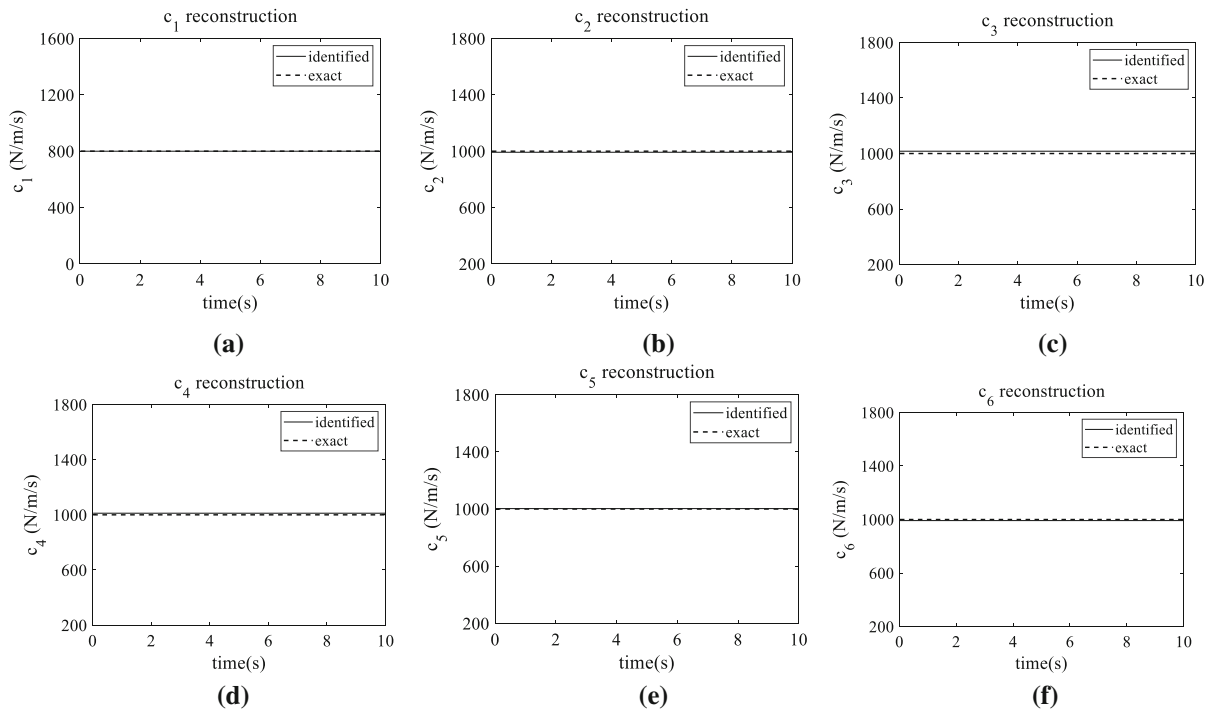 c1 reconstruction
1600
1200
800
400
0
c1 (N/m/s)
identified
exact
0 2 4 6 8 10
time(s)
(a)
c2 reconstruction
1800
1400
1000
600
200
c2 (N/m/s)
identified
exact
0 2 4 6 8 10
time(s)
(b)
c3 reconstruction
1800
1400
1000
600
200
c3 (N/m/s)
identified
exact
0 2 4 6 8 10
time(s)
(c)
c4 reconstruction
1800
1400
1000
600
200
c4 (N/m/s)
identified
exact
0 2 4 6 8 10
time(s)
(d)
c5 reconstruction
1800
1400
1000
600
200
c5 (N/m/s)
identified
exact
0 2 4 6 8 10
time(s)
(e)
c6 reconstruction
1800
1400
1000
600
200
c6 (N/m/s)
identified
exact
0 2 4 6 8 10
time(s)
(f)